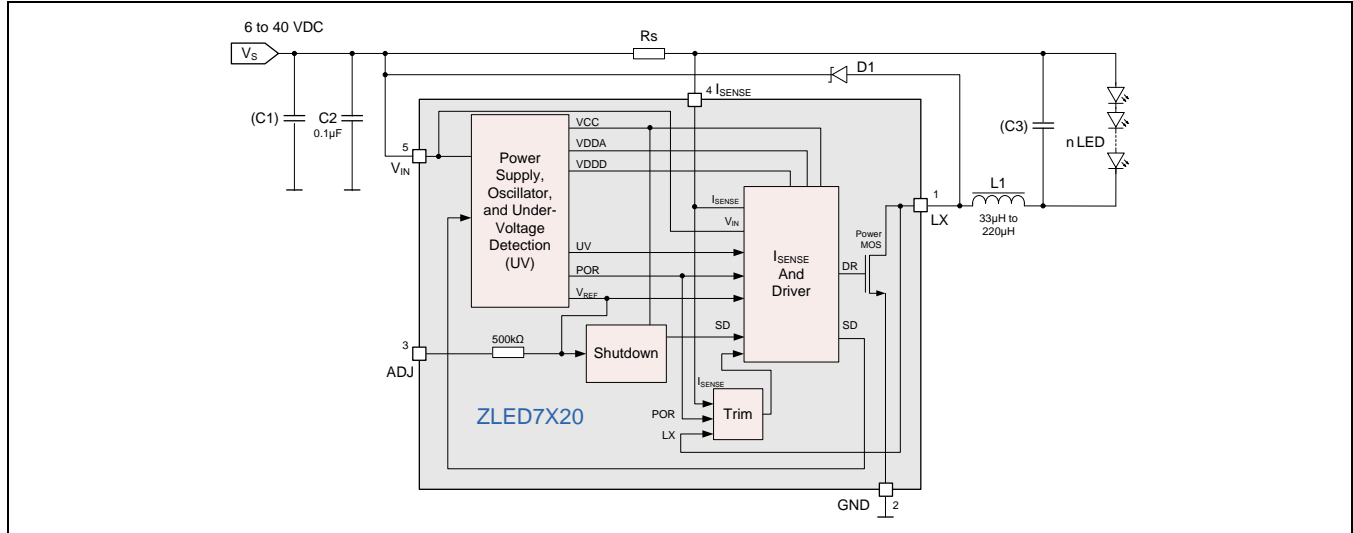 6 to 40 VDC
VS
Rs
D1
4 ISENSE
(C1)
C2
0.1µF
(C3)
n LED
5
VIN
Power
Supply,
Oscillator,
and Under-
Voltage
Detection
(UV)
VCC
VDDA
VDDD
ISENSE
VIN
UV
POR
VREF
ISENSE
And
Driver
DR
SD
SD
Power
MOS
1
LX
L1
33µH to
220µH
3
ADJ
500kΩ
Shutdown
ISENSE
POR
LX
Trim
ZLED7X20
GND
2